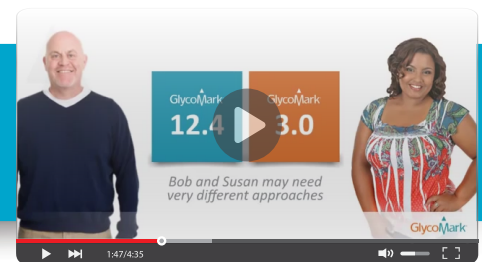 GlycoMark
12.4
GlycoMark
3.0
Bob and Susan may need
very different approaches
GlycoMark
1:47/4:35